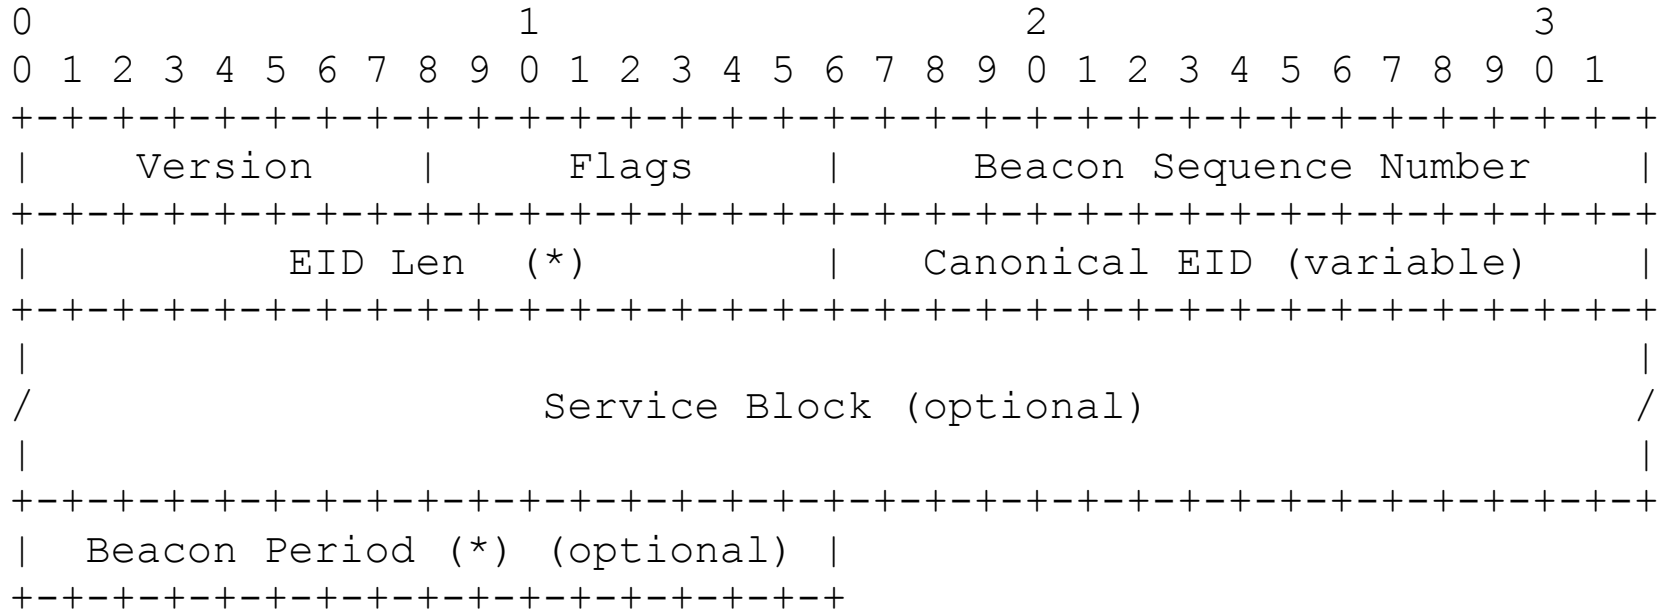 0                   1                   2                   3
0 1 2 3 4 5 6 7 8 9 0 1 2 3 4 5 6 7 8 9 0 1 2 3 4 5 6 7 8 9 0 1
+-+-+-+-+-+-+-+-+-+-+-+-+-+-+-+-+-+-+-+-+-+-+-+-+-+-+-+-+-+-+-+-+
|    Version    |     Flags     |     Beacon Sequence Number    |
+-+-+-+-+-+-+-+-+-+-+-+-+-+-+-+-+-+-+-+-+-+-+-+-+-+-+-+-+-+-+-+-+
|          EID Len  (*)         |   Canonical EID (variable)    |
+-+-+-+-+-+-+-+-+-+-+-+-+-+-+-+-+-+-+-+-+-+-+-+-+-+-+-+-+-+-+-+-+
|                                                               |
/                    Service Block (optional)                   /
|                                                               |
+-+-+-+-+-+-+-+-+-+-+-+-+-+-+-+-+-+-+-+-+-+-+-+-+-+-+-+-+-+-+-+-+
|  Beacon Period (*) (optional) |
+-+-+-+-+-+-+-+-+-+-+-+-+-+-+-+-+